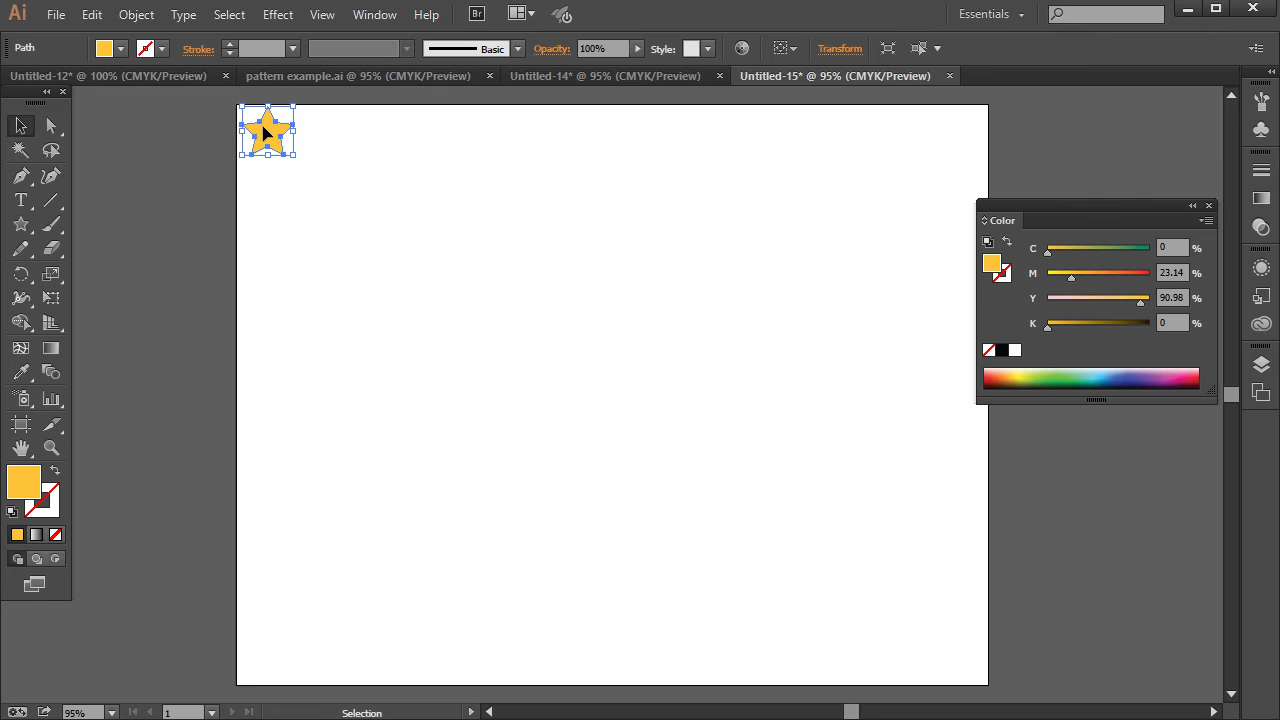 Ai File Edit Object Type Select Effect View Window Help Br Essentials
Path Stroke: Basic Opacity: 100% Style: Transform
Untitled-12* @ 100% (CMYK/Preview) pattern example.ai @ 95% (CMYK/Preview) Untitled-14* @ 95% (CMYK/Preview) Untitled-15* @ 95% (CMYK/Preview)
T
Color
C 0 %
M 23.14 %
Y 90.98 %
K 0 %
95% 1 Selection